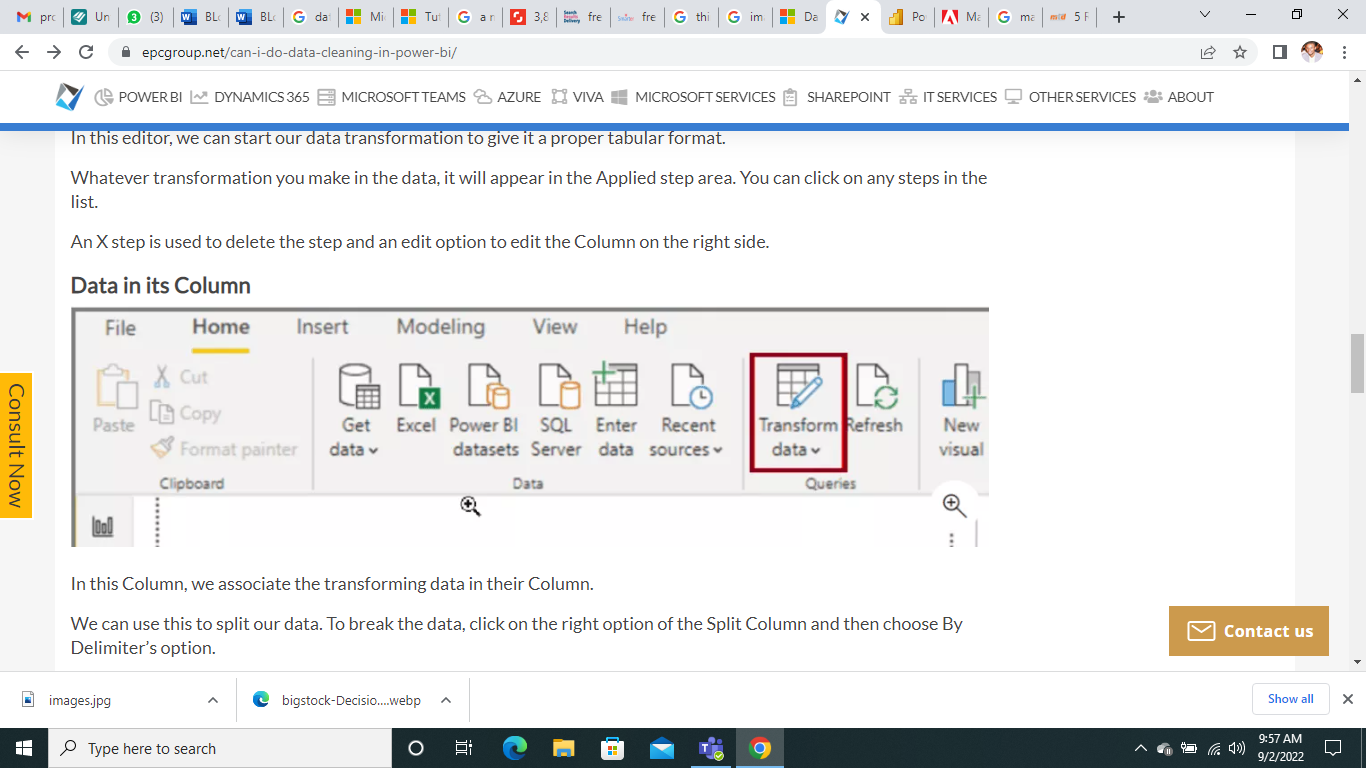 prc
Un
(3)
BLo
BLo
dat
Mic
Tut
a n
3,8
fre
fre
thi
im
Da
Po
Ma
ma
5 F
epcgroup.net/can-i-do-data-cleaning-in-power-bi/
POWER BI DYNAMICS 365 MICROSOFT TEAMS AZURE VIVA MICROSOFT SERVICES SHAREPOINT IT SERVICES OTHER SERVICES ABOUT
In this editor, we can start our data transformation to give it a proper tabular format.
Whatever transformation you make in the data, it will appear in the Applied step area. You can click on any steps in the
list.
An X step is used to delete the step and an edit option to edit the Column on the right side.
Data in its Column
File Home Insert Modeling View Help
Paste
Cut
Copy
Format painter
Clipboard
Get
data
Excel
Power BI
datasets
SQL
Server
Enter
data
Recent
sources
Data
Transform
data
Refresh
Queries
New
visual
Consult Now
In this Column, we associate the transforming data in their Column.
We can use this to split our data. To break the data, click on the right option of the Split Column and then choose By
Delimiter’s option.
Contact us
images.jpg
bigstock-Decisio....webp
Show all
Type here to search
9:57 AM
9/2/2022